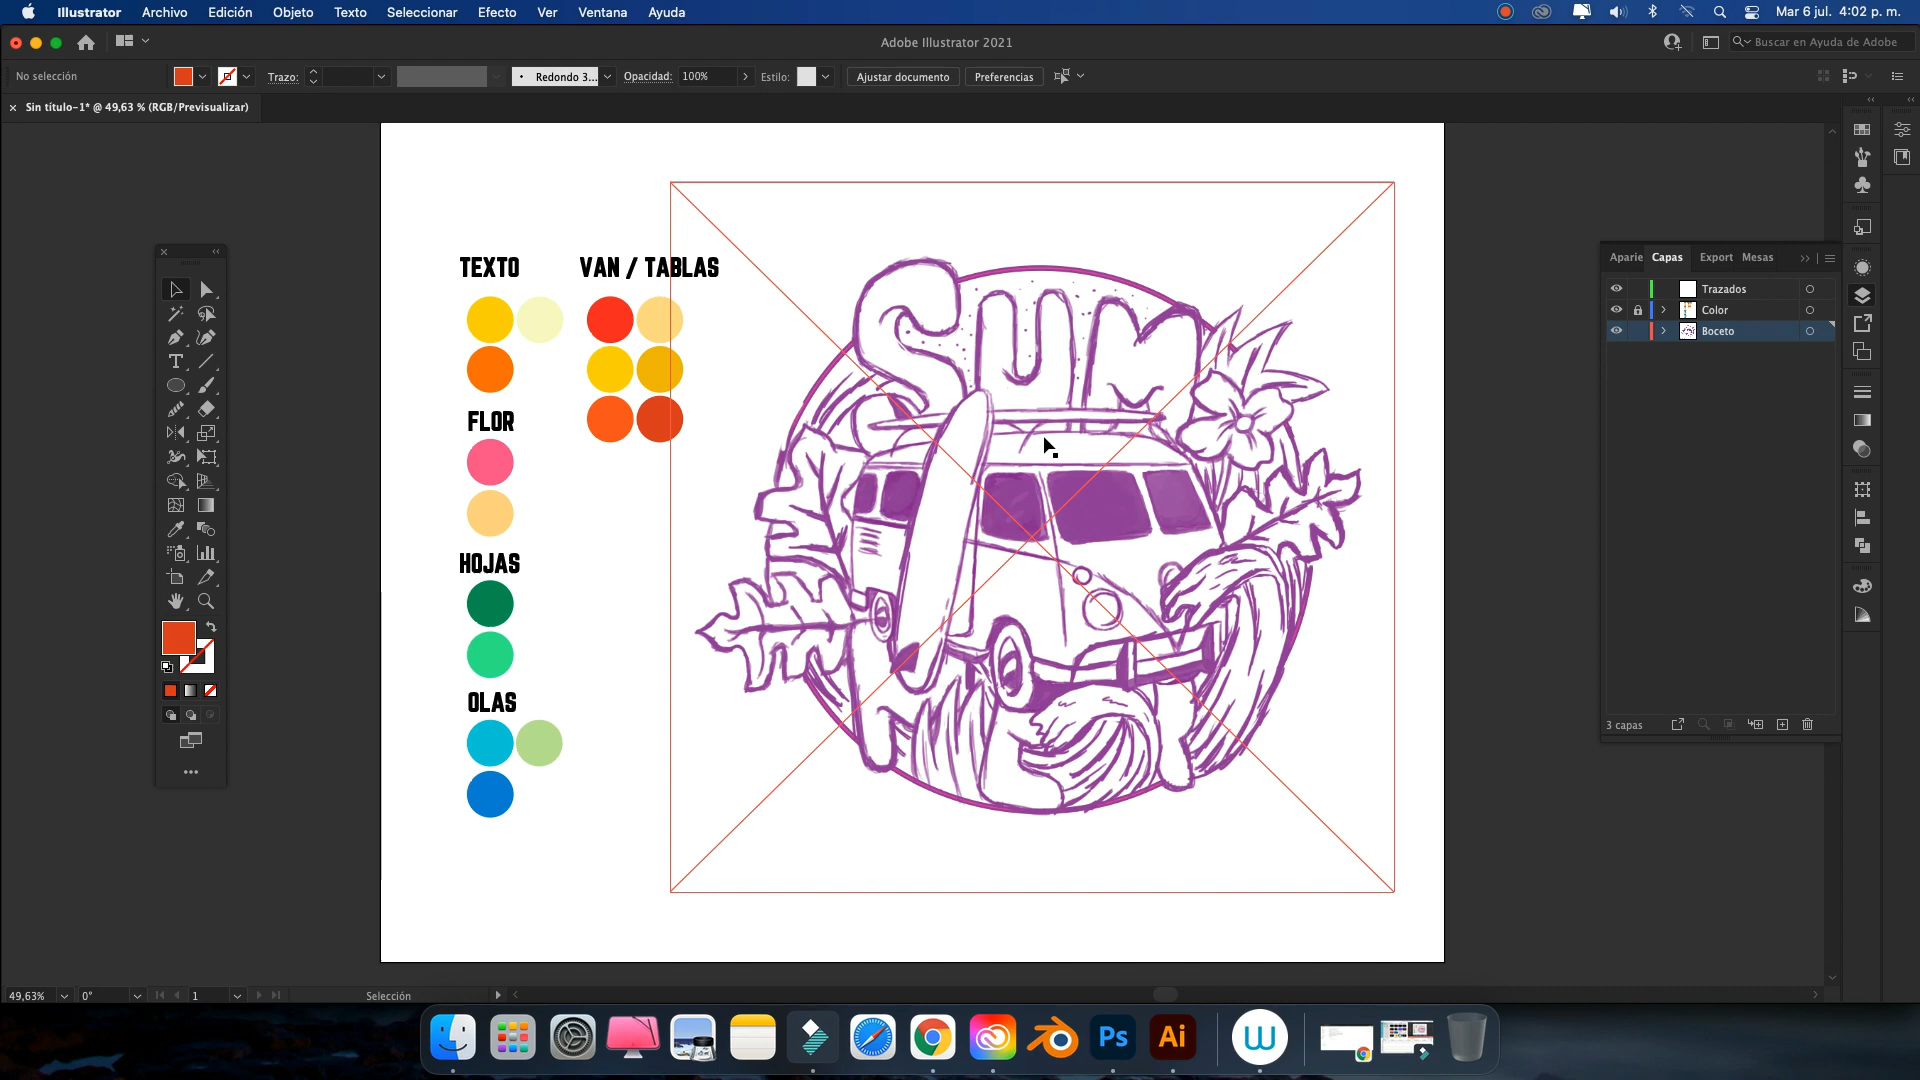 Illustrator Archivo Edición Objeto Texto Seleccionar Efecto Ver Ventana Ayuda Mar 6 jul. 4:02 p. m.
Adobe Illustrator 2021 Buscar en Ayuda de Adobe
No selección Trazo: Redondo 3... Opacidad: 100% Estilo: Ajustar documento Preferencias
Sin título-1* @ 49,63 % (RGB/Previsualizar)
TEXTO VAN / TABLAS
SUM
FLOR
HOJAS
OLAS
Aparie Capas Export Mesas
Trazados
Color
Boceto
3 capas
49,63% 0° 1 Selección
Ps Ai W